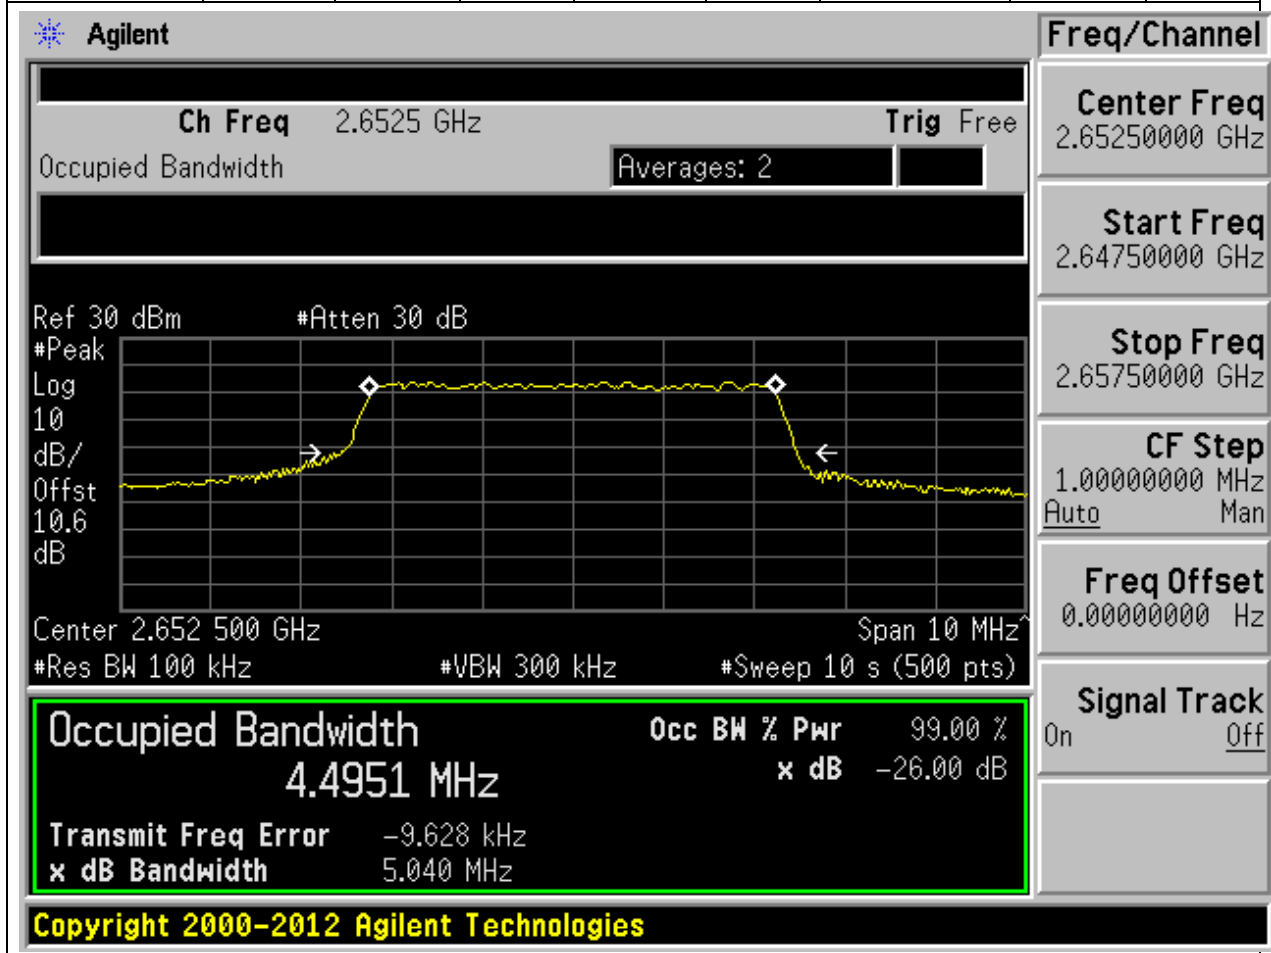 Agilent
Freq/Channel
Ch Freq 2.6525 GHz Trig Free
Occupied Bandwidth Averages: 2
Center Freq
2.65250000 GHz
Start Freq
2.64750000 GHz
Stop Freq
2.65750000 GHz
CF Step
1.00000000 MHz
Auto Man
Freq Offset
0.00000000 Hz
Signal Track
On Off
Ref 30 dBm #Atten 30 dB
#Peak
Log
10
dB/
Offst
10.6
dB
Center 2.652 500 GHz Span 10 MHz^
#Res BW 100 kHz #VBW 300 kHz #Sweep 10 s (500 pts)
Occupied Bandwidth Occ BW % Pwr 99.00 %
4.4951 MHz x dB -26.00 dB
Transmit Freq Error -9.628 kHz
x dB Bandwidth 5.040 MHz
Copyright 2000-2012 Agilent Technologies